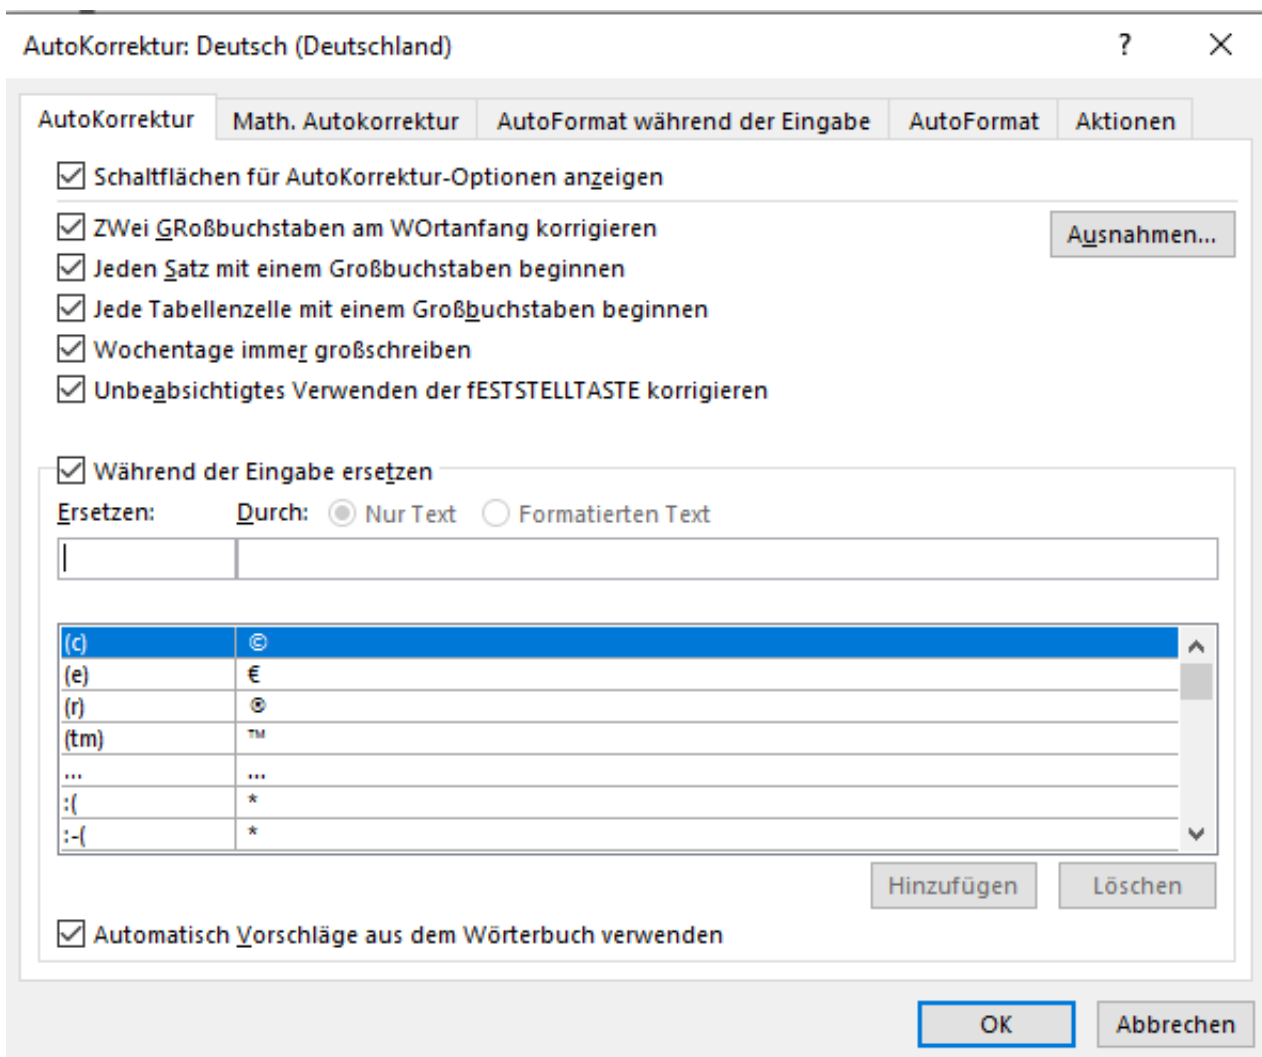 AutoKorrektur: Deutsch (Deutschland) ?
AutoKorrektur Math. Autokorrektur AutoFormat während der Eingabe AutoFormat Aktionen
Schaltflächen für AutoKorrektur-Optionen anzeigen
ZWei GRoßbuchstaben am WOrtanfang korrigieren Ausnahmen...
Jeden Satz mit einem Großbuchstaben beginnen
Jede Tabellenzelle mit einem Großbuchstaben beginnen
Wochentage immer großschreiben
Unbeabsichtigtes Verwenden der fESTSTELLTASTE korrigieren
Während der Eingabe ersetzen
Ersetzen: Durch: Nur Text Formatierten Text
(c) ©
(e) €
(r) ®
(tm) ™
... ...
:( *
:-( *
Hinzufügen Löschen
Automatisch Vorschläge aus dem Wörterbuch verwenden
OK Abbrechen